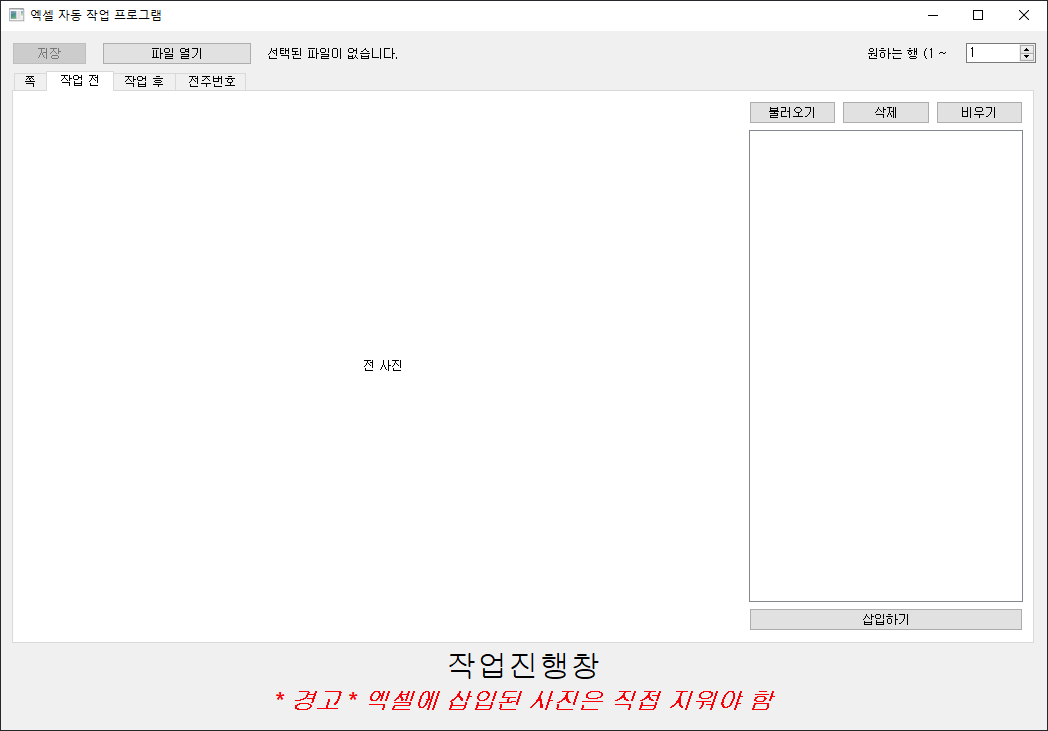 엑셀 자동 작업 프로그램
저장 파일 열기 선택된 파일이 없습니다. 원하는 행 (1 ~ 1
쪽 작업 전 작업 후 전주번호
불러오기 삭제 비우기
전 사진
삽입하기
작업진행창
* 경고 * 엑셀에 삽입된 사진은 직접 지워야 함